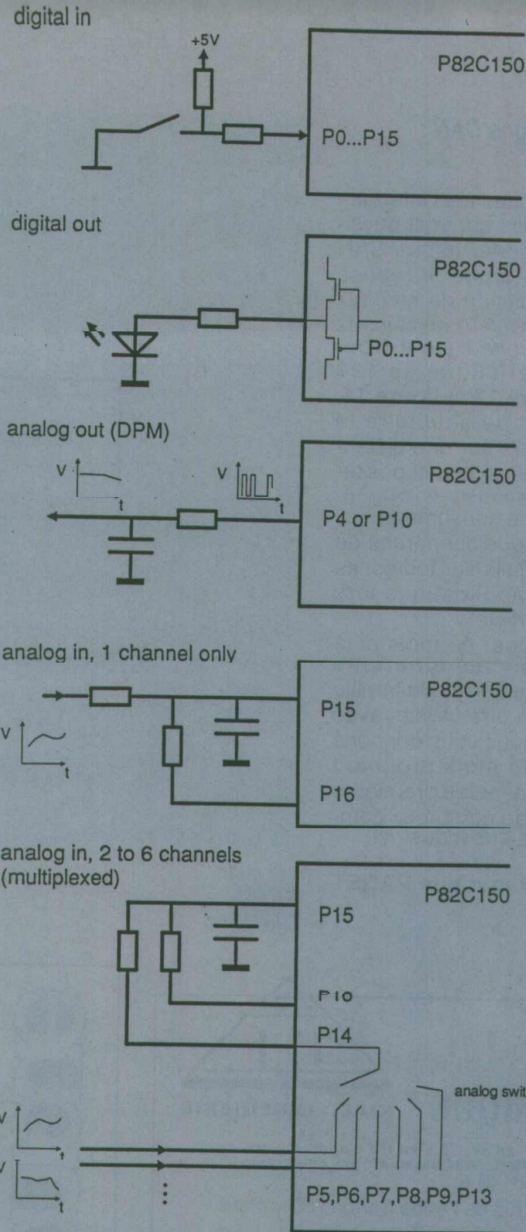 digital in
+5V
P82C150
P0...P15
digital out
P82C150
P0...P15
analog out (DPM)
V
t
V
t
P82C150
P4 or P10
analog in, 1 channel only
P82C150
P15
V
t
P16
analog in, 2 to 6 channels
(multiplexed)
P82C150
P15
P14
analog swit
V
t
V
t
P5,P6,P7,P8,P9,P13